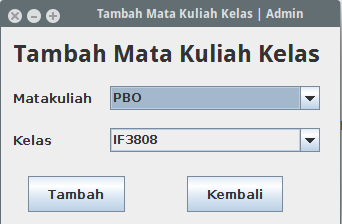 Tambah Mata Kuliah Kelas | Admin
Tambah Mata Kuliah Kelas
Matakuliah PBO
Kelas IF3808
Tambah Kembali